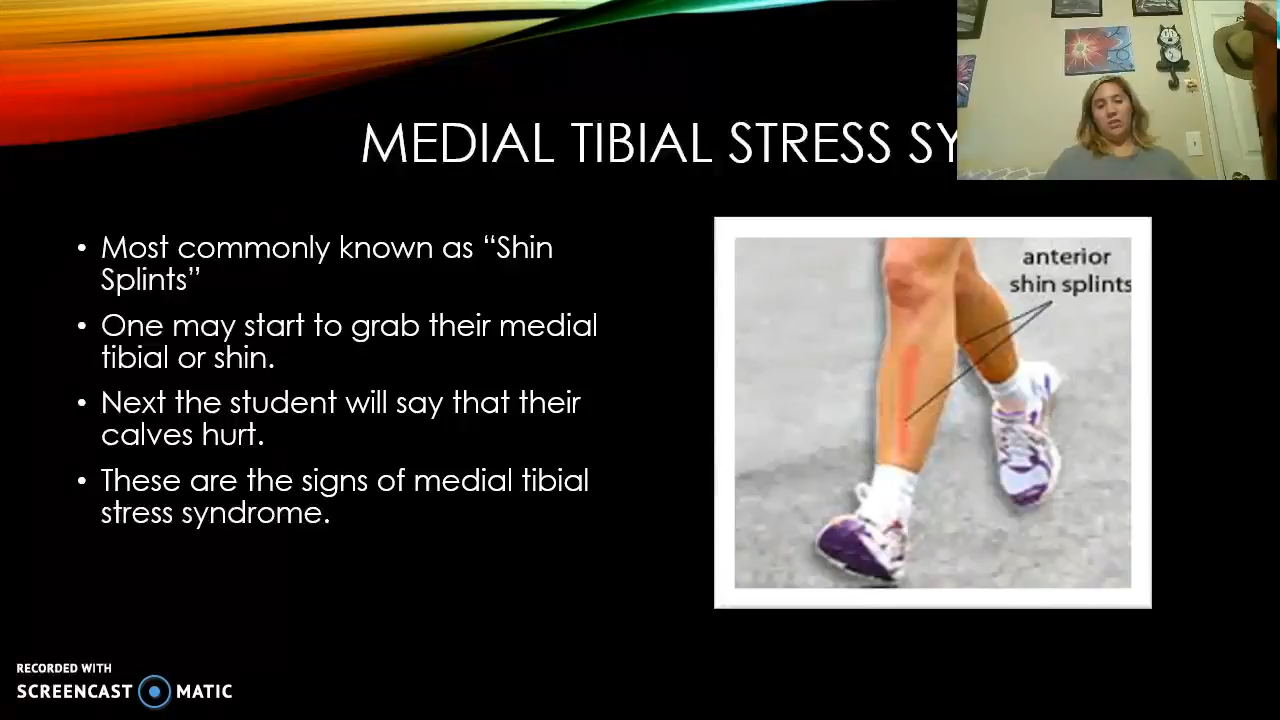 MEDIAL TIBIAL STRESS SY
• Most commonly known as “Shin
Splints”
• One may start to grab their medial
tibial or shin.
• Next the student will say that their
calves hurt.
• These are the signs of medial tibial
stress syndrome.
anterior
shin splints
RECORDED WITH
SCREENCAST MATIC